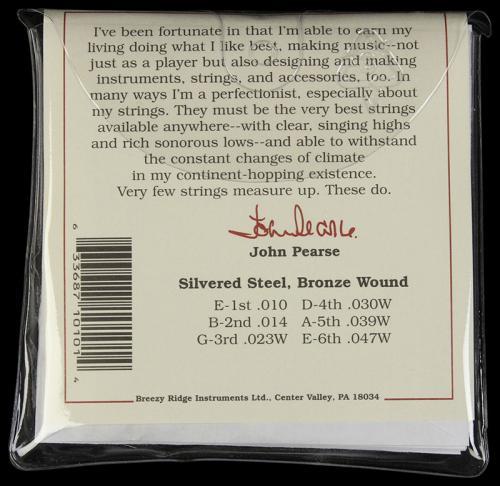 I've been fortunate in that I'm able to earn my
living doing what I like best, making music--not
just as a player but also designing and making
instruments, strings, and accessories, too. In
many ways I'm a perfectionist, especially about
my strings. They must be the very best strings
available anywhere--with clear, singing highs
and rich sonorous lows--and able to withstand
the constant changes of climate
in my continent-hopping existence.
Very few strings measure up. These do.
John Pearse
John Pearse
Silvered Steel, Bronze Wound
E-1st .010 D-4th .030W
B-2nd .014 A-5th .039W
G-3rd .023W E-6th .047W
6 33687 10101 4
Breezy Ridge Instruments Ltd., Center Valley, PA 18034